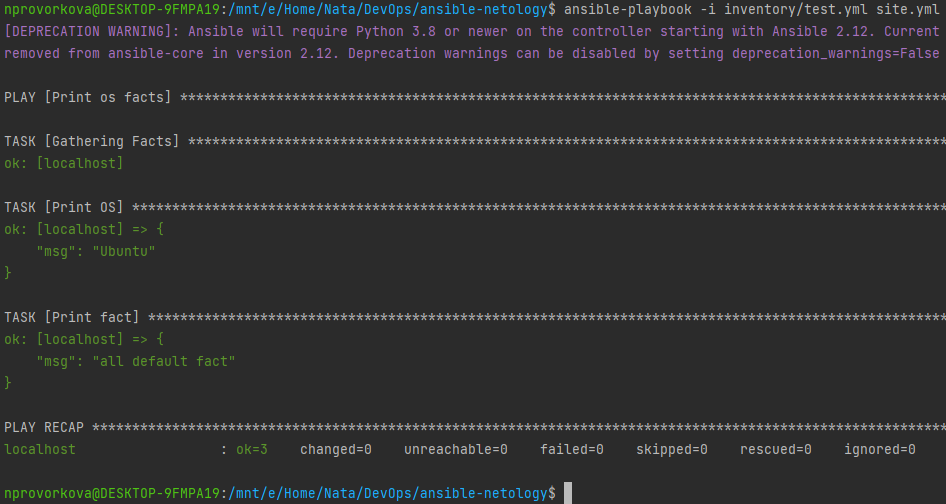 nprovorkova@DESKTOP-9FMPA19:/mnt/e/Home/Nata/DevOps/ansible-netology$ ansible-playbook -i inventory/test.yml site.yml
[DEPRECATION WARNING]: Ansible will require Python 3.8 or newer on the controller starting with Ansible 2.12. Current
removed from ansible-core in version 2.12. Deprecation warnings can be disabled by setting deprecation_warnings=False
PLAY [Print os facts] ************************************************************************************************
TASK [Gathering Facts] ***********************************************************************************************
ok: [localhost]
TASK [Print OS] ******************************************************************************************************
ok: [localhost] => {
    "msg": "Ubuntu"
}
TASK [Print fact] ****************************************************************************************************
ok: [localhost] => {
    "msg": "all default fact"
}
PLAY RECAP ***********************************************************************************************************
localhost                  : ok=3    changed=0    unreachable=0    failed=0    skipped=0    rescued=0    ignored=0
nprovorkova@DESKTOP-9FMPA19:/mnt/e/Home/Nata/DevOps/ansible-netology$